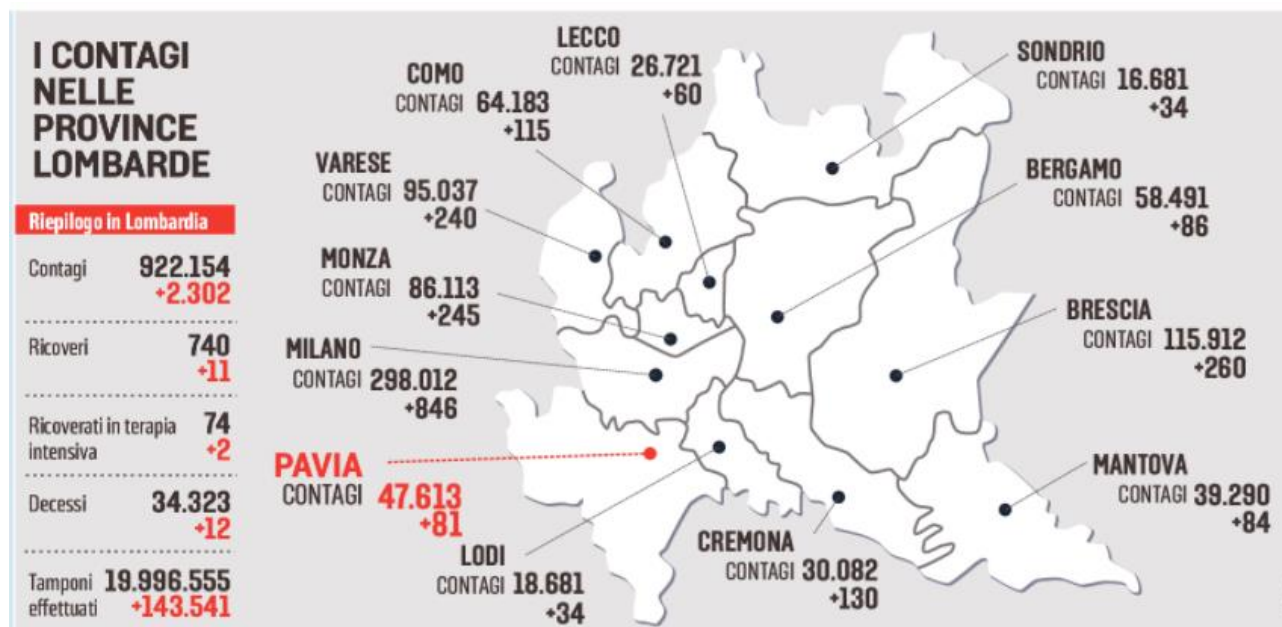 I CONTAGI
NELLE
PROVINCE
LOMBARDE
Riepilogo in Lombardia
Contagi 922.154
+2.302
Ricoveri 740
+11
Ricoverati in terapia intensiva 74
+2
Decessi 34.323
+12
Tamponi effettuati 19.996.555
+143.541
LECCO
CONTAGI 26.721
+60
COMO
CONTAGI 64.183
+115
VARESE
CONTAGI 95.037
+240
MONZA
CONTAGI 86.113
+245
MILANO
CONTAGI 298.012
+846
PAVIA
CONTAGI 47.613
+81
LODI
CONTAGI 18.681
+34
CREMONA
CONTAGI 30.082
+130
SONDRIO
CONTAGI 16.681
+34
BERGAMO
CONTAGI 58.491
+86
BRESCIA
CONTAGI 115.912
+260
MANTOVA
CONTAGI 39.290
+84